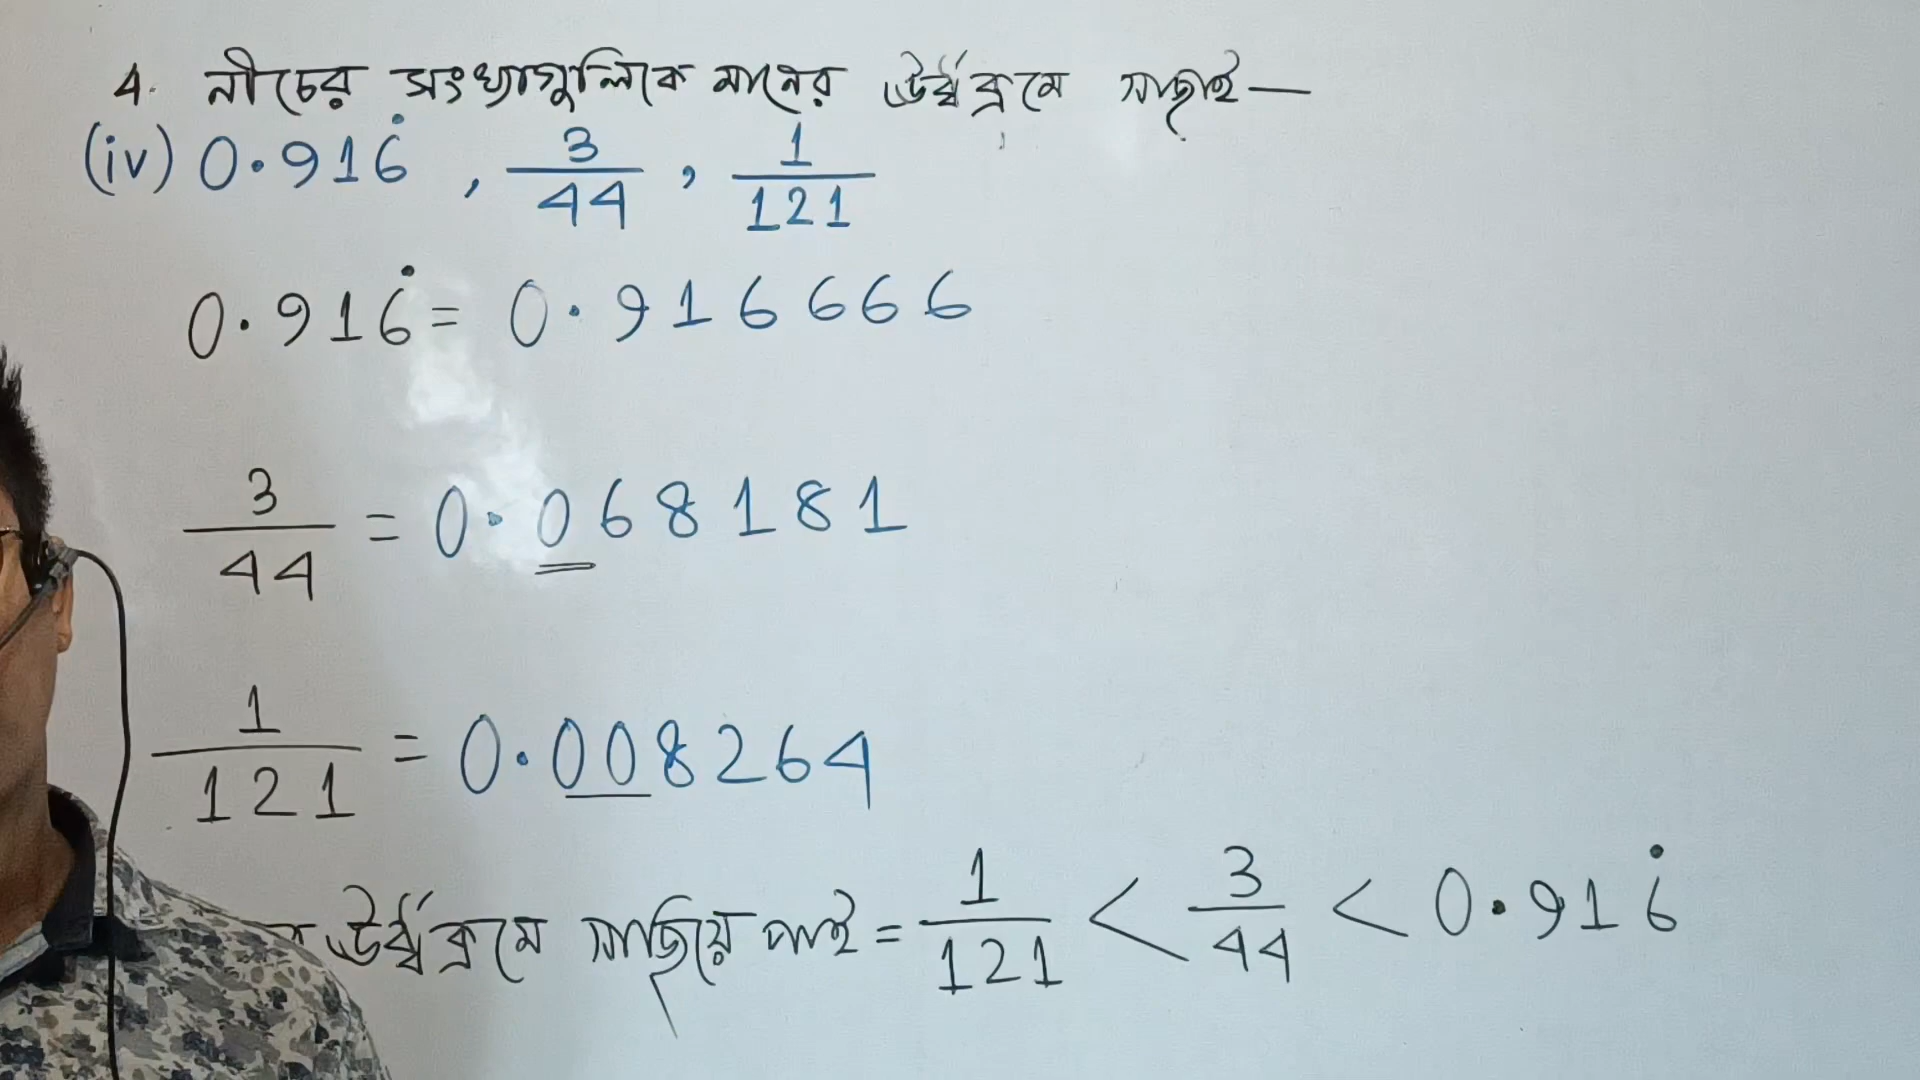 4. নীচের সংখ্যাগুলিকে মানের ঊর্ধ্বক্রমে সাজাই—
(iv) 0.916̇ , 3/44 , 1/121
0.916̇ = 0.916666
3/44 = 0.068181
1/121 = 0.008264
ঊর্ধ্বক্রমে সাজিয়ে পাই = 1/121 < 3/44 < 0.916̇